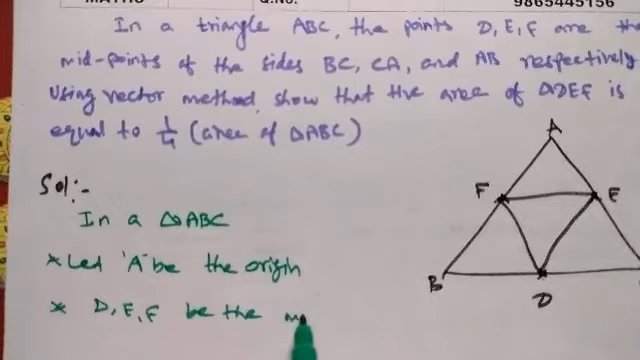 MATHS Q.No. 9865445156
In a triangle ABC, the points D, E, F are the
mid-points of the sides BC, CA, and AB respectively
Using vector method, show that the area of ΔDEF is
equal to 1/4 (area of ΔABC)
Sol:-
In a ΔABC
* Let 'A' be the origin
* D, E, F be the m
A
F E
B D